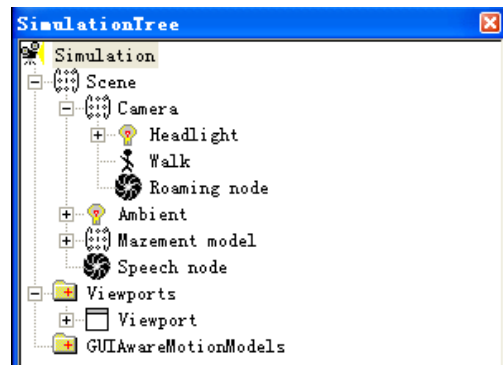 SimulationTree
Simulation
Scene
Camera
Headlight
Walk
Roaming node
Ambient
Mazement model
Speech node
Viewports
Viewport
GUIAwareMotionModels